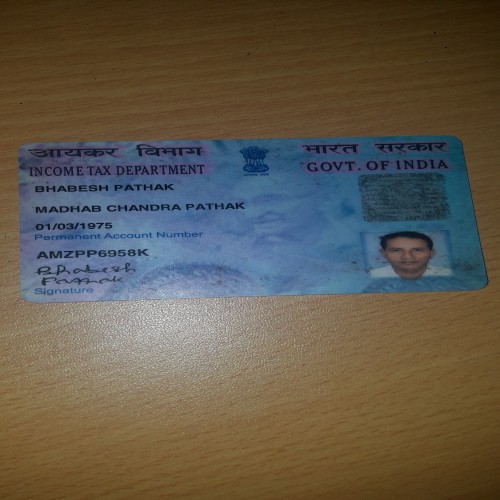 आयकर विभाग
भारत सरकार
INCOME TAX DEPARTMENT
GOVT. OF INDIA
BHABESH PATHAK
MADHAB CHANDRA PATHAK
01/03/1975
Permanent Account Number
AMZPP6958K
Bhabesh
Pathak
Signature